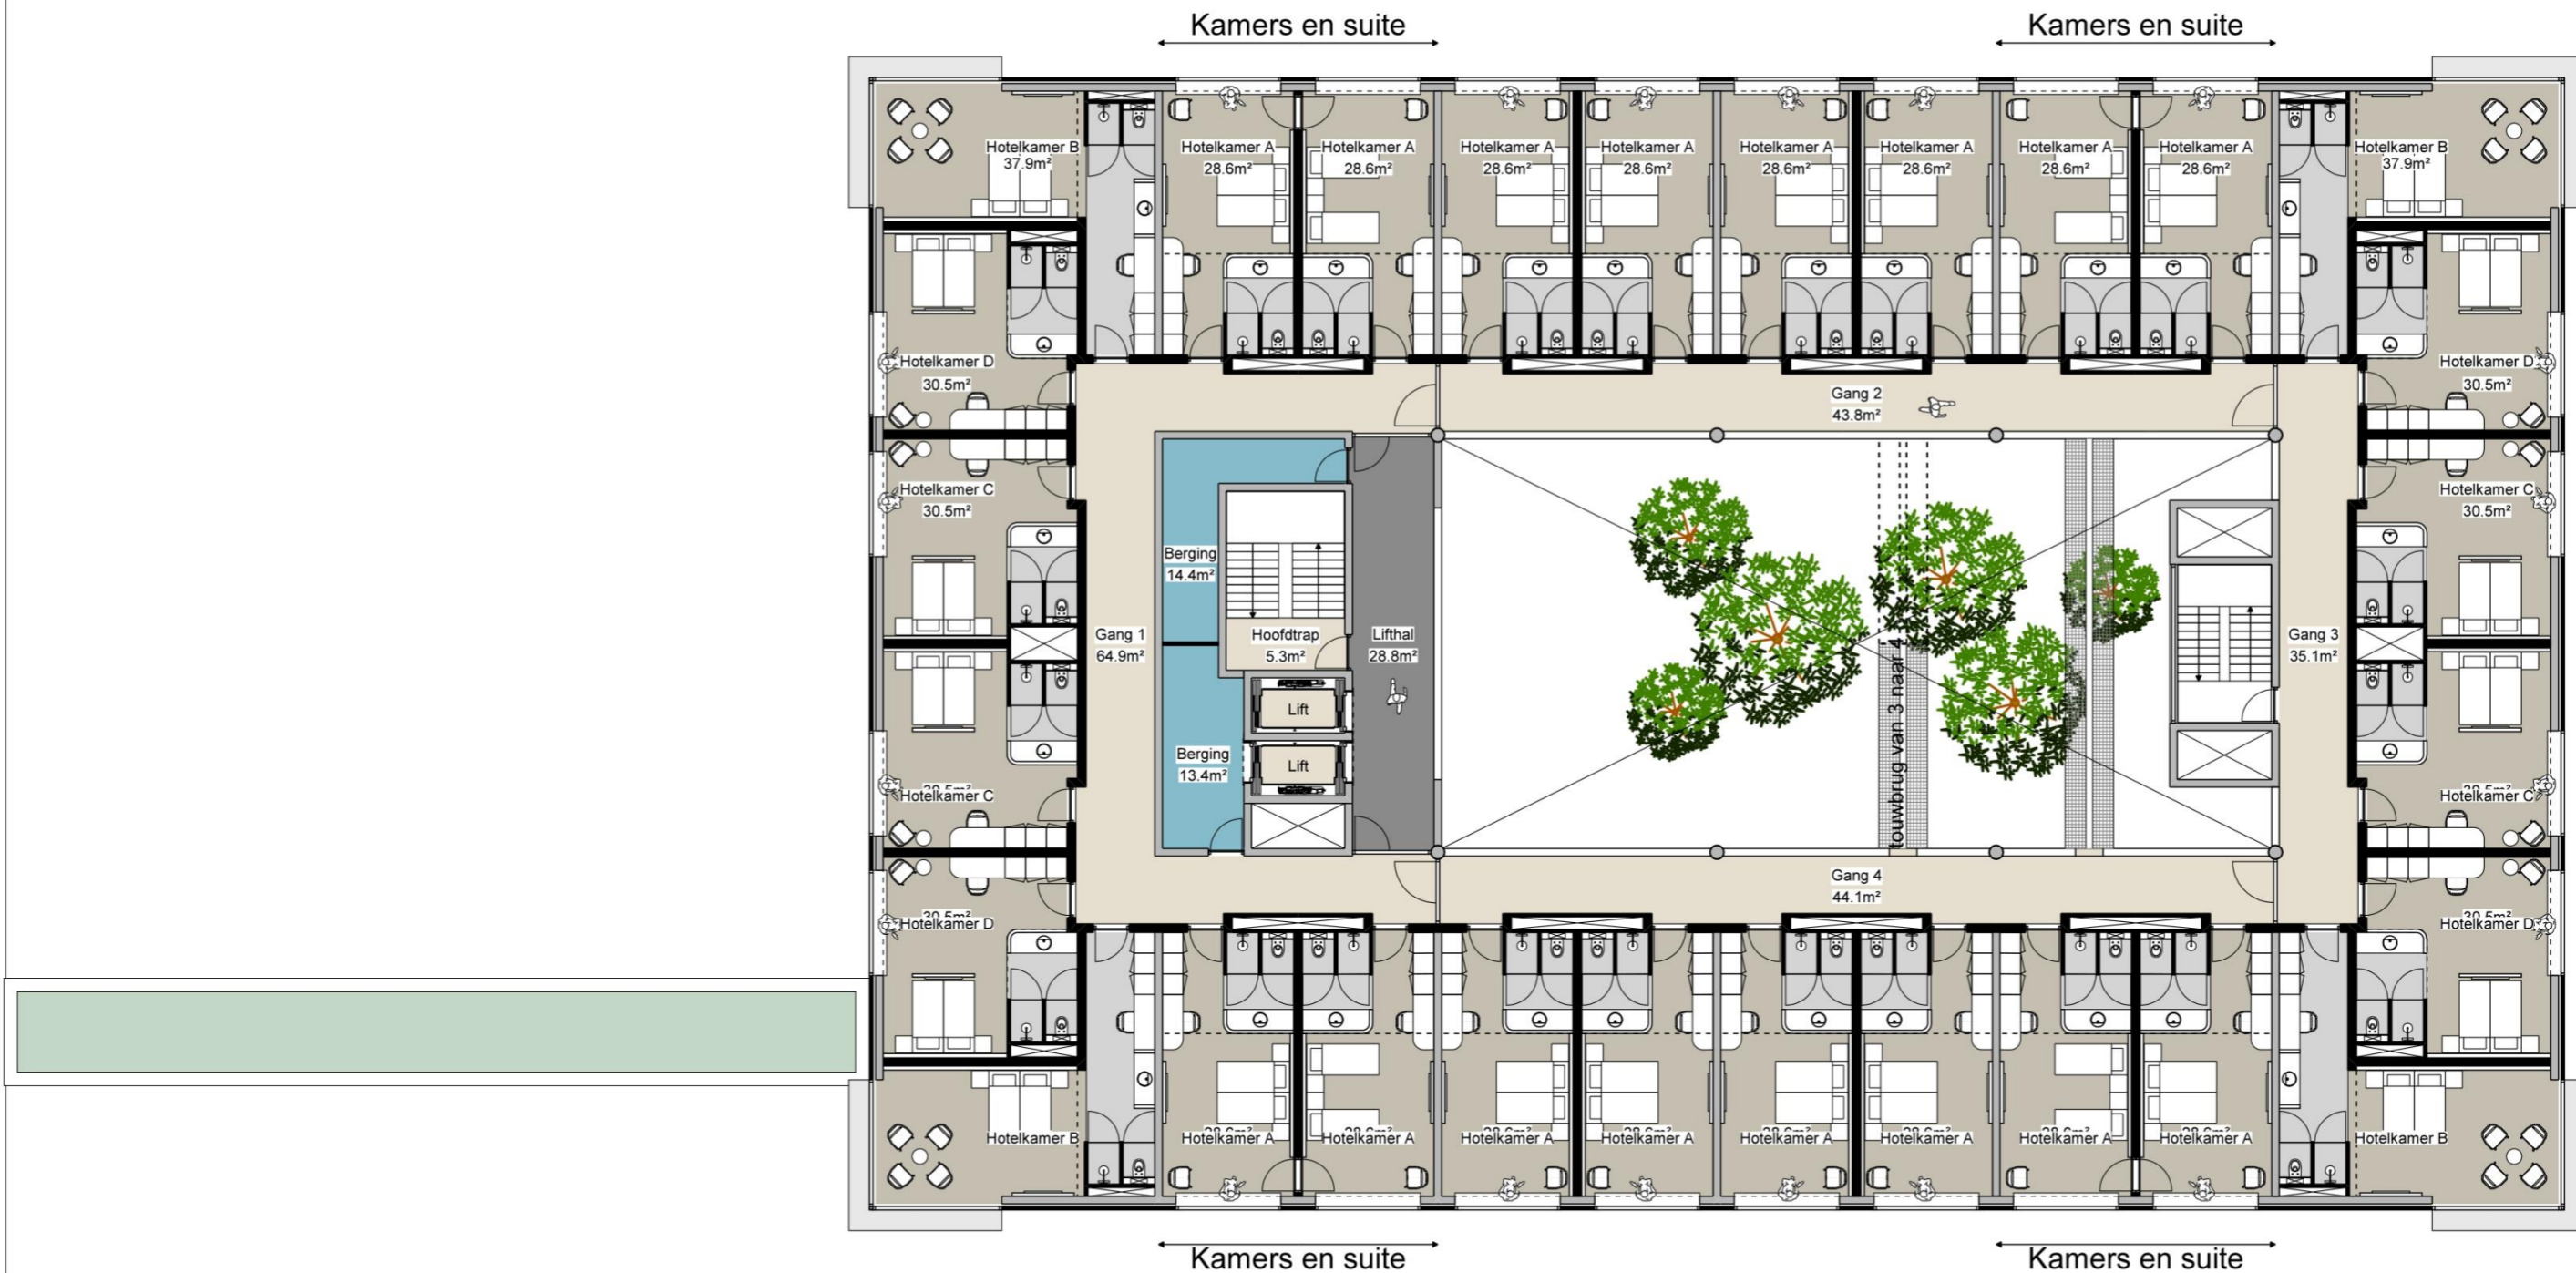 Kamers en suite
Kamers en suite
Hotelkamer B
37.9m²
Hotelkamer A
28.6m²
Hotelkamer A
28.6m²
Hotelkamer A
28.6m²
Hotelkamer A
28.6m²
Hotelkamer A
28.6m²
Hotelkamer A
28.6m²
Hotelkamer A
28.6m²
Hotelkamer A
28.6m²
Hotelkamer B
37.9m²
Hotelkamer D
30.5m²
Gang 2
43.8m²
Hotelkamer D
30.5m²
Hotelkamer C
30.5m²
Hotelkamer C
30.5m²
Berging
14.4m²
Gang 1
64.9m²
Hoofdtrap
5.3m²
Lifthal
28.8m²
touwbrug van 3 naar 4
Gang 3
35.1m²
Lift
Berging
13.4m²
Lift
Hotelkamer C
Hotelkamer C
Gang 4
44.1m²
Hotelkamer D
Hotelkamer D
Hotelkamer B
Hotelkamer A
Hotelkamer A
Hotelkamer A
Hotelkamer A
Hotelkamer A
Hotelkamer A
Hotelkamer A
Hotelkamer A
Hotelkamer B
Kamers en suite
Kamers en suite